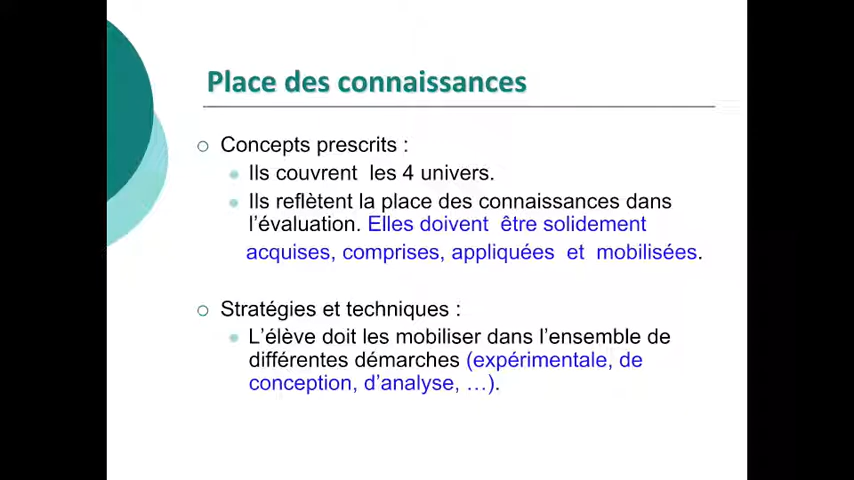 Place des connaissances
Concepts prescrits :
Ils couvrent les 4 univers.
Ils reflètent la place des connaissances dans
l'évaluation. Elles doivent être solidement
acquises, comprises, appliquées et mobilisées.
Stratégies et techniques :
L'élève doit les mobiliser dans l'ensemble de
différentes démarches (expérimentale, de
conception, d'analyse, …).